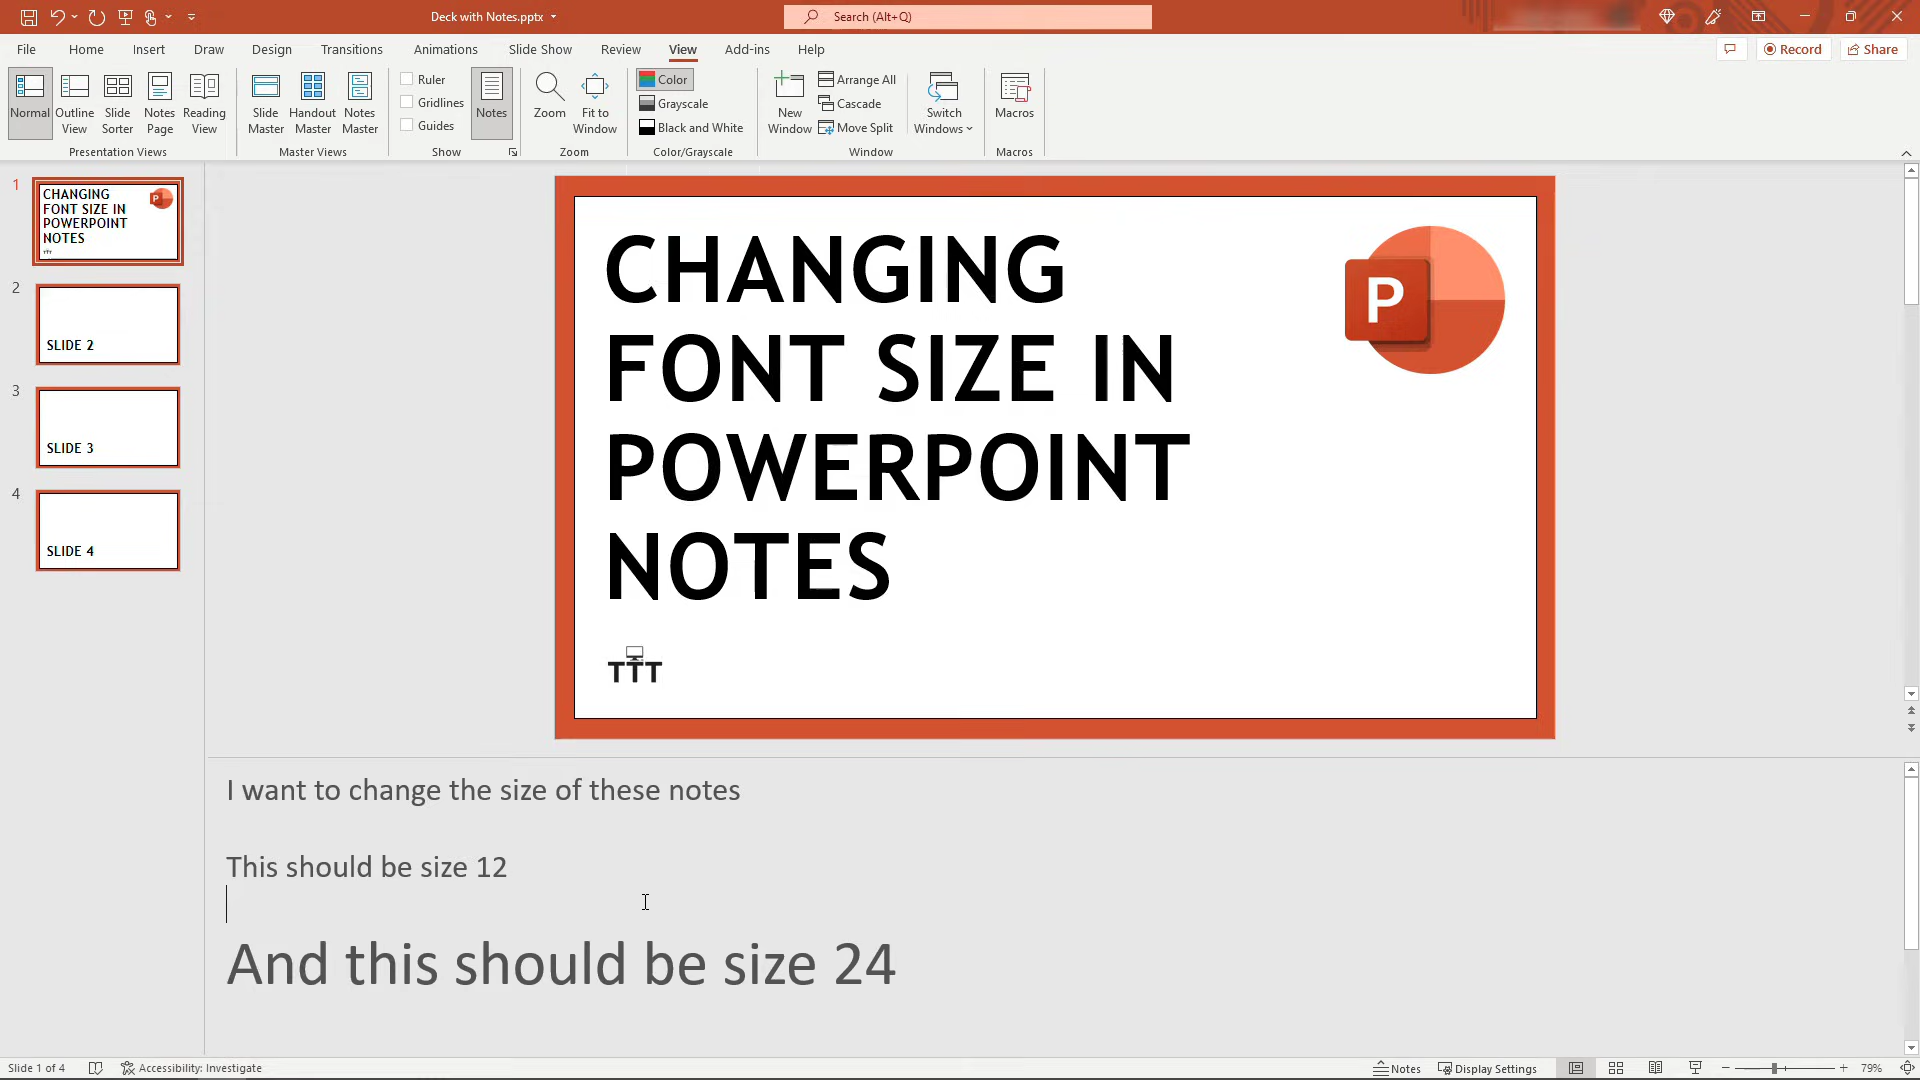 Deck with Notes.pptx
Search (Alt+Q)
File Home Insert Draw Design Transitions Animations Slide Show Review View Add-ins Help
Record Share
Normal Outline View Slide Sorter Notes Page Reading View
Presentation Views
Slide Master Handout Master Notes Master
Master Views
Ruler
Gridlines
Guides
Notes
Show
Zoom Fit to Window
Zoom
Color
Grayscale
Black and White
Color/Grayscale
New Window
Arrange All
Cascade
Move Split
Switch Windows
Window
Macros
Macros
1
CHANGING
FONT SIZE IN
POWERPOINT
NOTES
TTT
P
2
SLIDE 2
3
SLIDE 3
4
SLIDE 4
CHANGING
FONT SIZE IN
POWERPOINT
NOTES
P
TTT
I want to change the size of these notes
This should be size 12
And this should be size 24
Slide 1 of 4
Accessibility: Investigate
Notes
Display Settings
79%